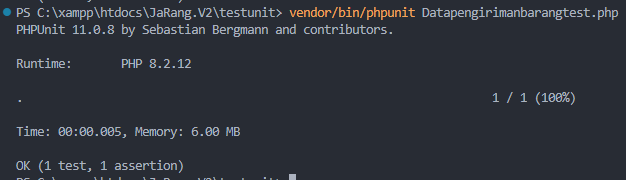 PS C:\xampp\htdocs\JaRang.V2\testunit> vendor/bin/phpunit Datapengirimanbarangtest.php
PHPUnit 11.0.8 by Sebastian Bergmann and contributors.
Runtime: PHP 8.2.12
. 1 / 1 (100%)
Time: 00:00.005, Memory: 6.00 MB
OK (1 test, 1 assertion)
PS C:\xampp\htdocs\JaRang.V2\testunit>